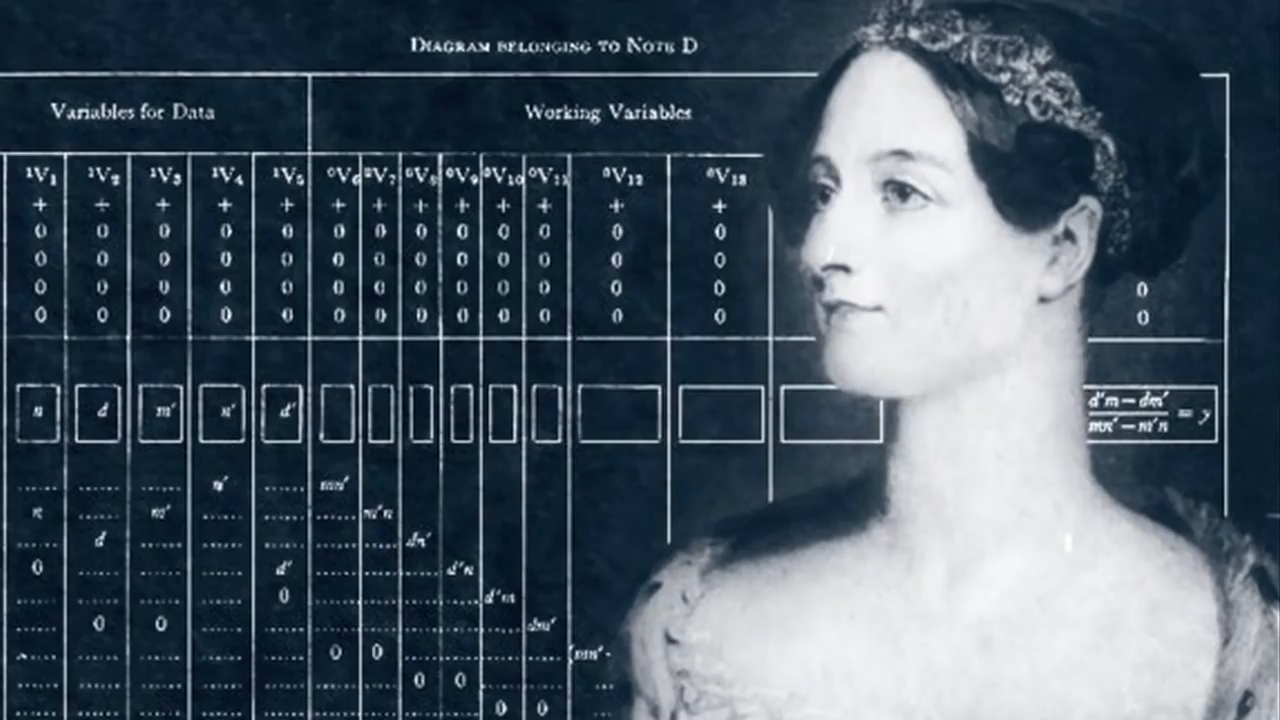 DIAGRAM BELONGING TO NOTE D
Variables for Data Working Variables
¹V₁ ¹V₂ ¹V₃ ¹V₄ ¹V₅ ⁰V₆ ⁰V₇ ⁰V₈ ⁰V₉ ⁰V₁₀ ⁰V₁₁ ⁰V₁₂ ⁰V₁₃
+ + + + + + + + + + + + +
0 0 0 0 0 0 0 0 0 0 0 0 0
0 0 0 0 0 0 0 0 0 0 0 0 0
0 0 0 0 0 0 0 0 0 0 0 0 0 0
0 0 0 0 0 0 0 0 0 0 0 0 0 0
n d m′ n′ d′ d′m−dm′/mn′−m′n = y
n′ mn′
n m′ m′n
d dn′
0 d′ d′n
0 d′m
0 0 dm′
0 0 (mn′-
0 0
0 0